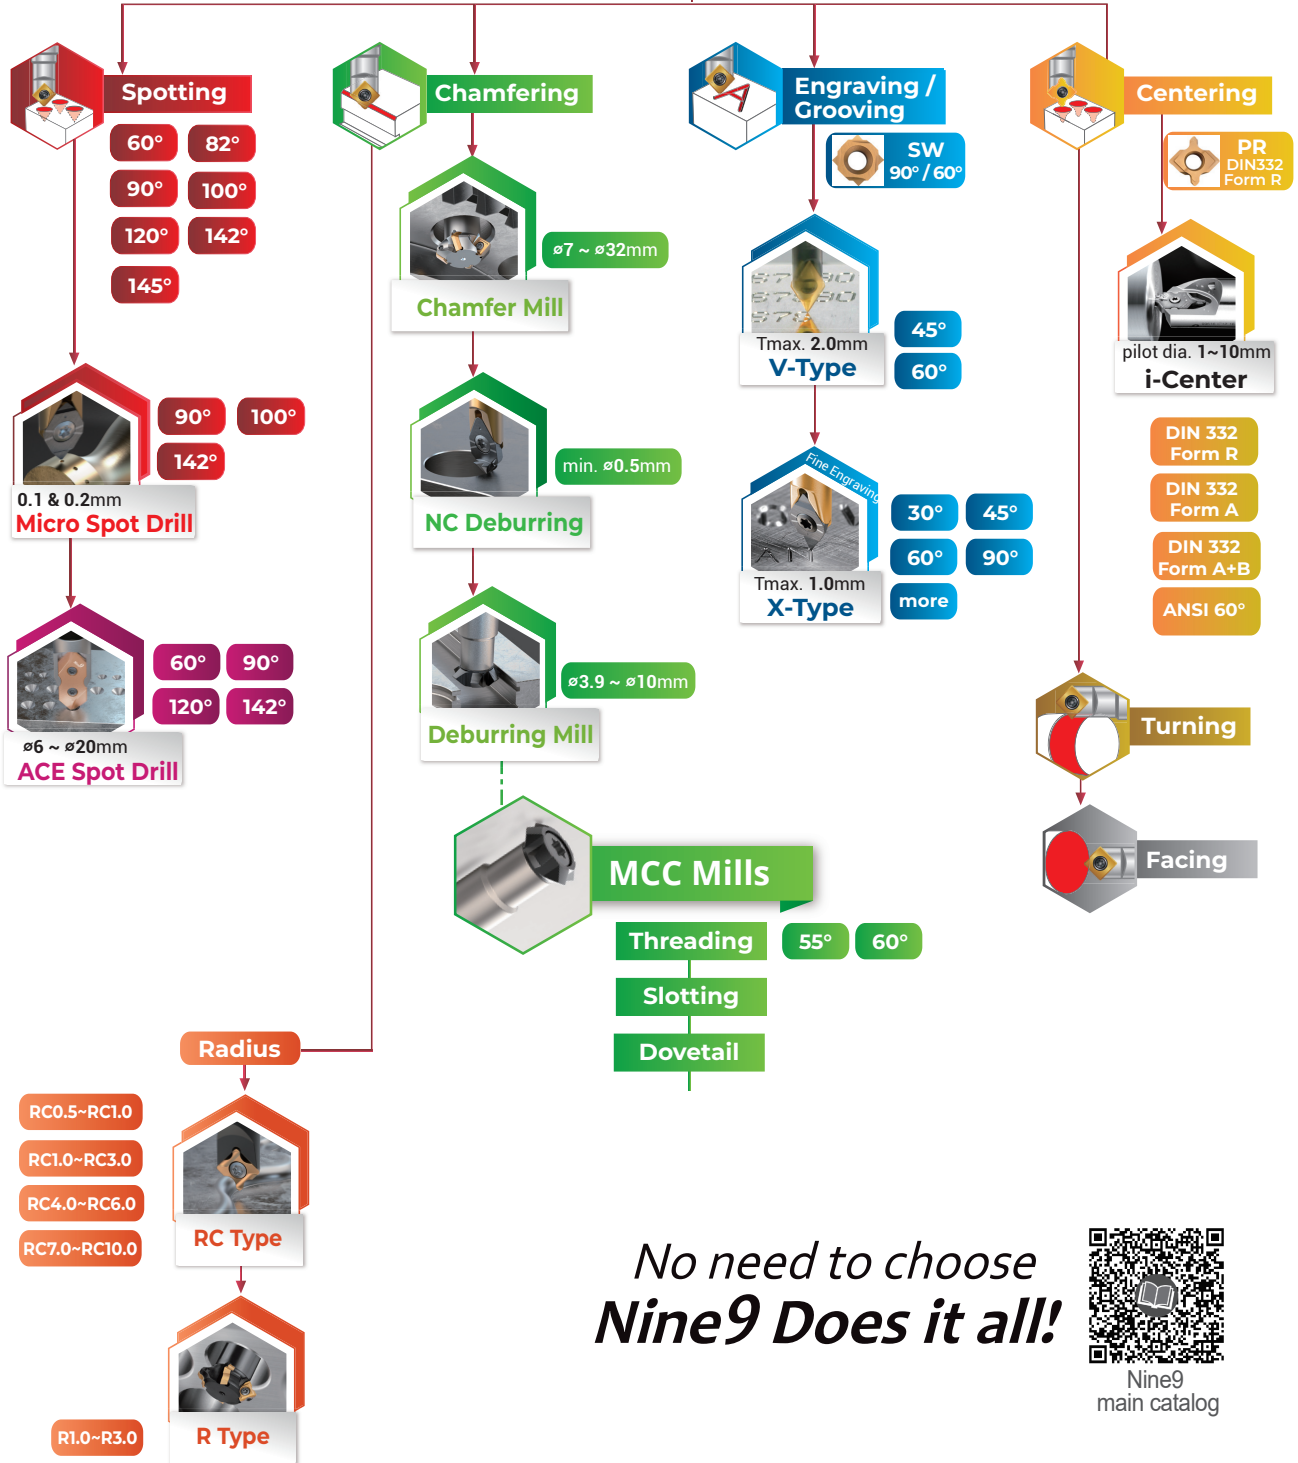 Spotting
60°
82°
90°
100°
120°
142°
145°
90°
100°
142°
0.1 & 0.2mm
Micro Spot Drill
60°
90°
120°
142°
ø6 ~ ø20mm
ACE Spot Drill
Chamfering
ø7 ~ ø32mm
Chamfer Mill
min. ø0.5mm
NC Deburring
ø3.9 ~ ø10mm
Deburring Mill
MCC Mills
Threading
55°
60°
Slotting
Dovetail
Radius
RC0.5~RC1.0
RC1.0~RC3.0
RC4.0~RC6.0
RC7.0~RC10.0
RC Type
R1.0~R3.0
R Type
Engraving /
Grooving
SW
90° / 60°
Tmax. 2.0mm
V-Type
45°
60°
Fine Engraving
Tmax. 1.0mm
X-Type
30°
45°
60°
90°
more
Centering
PR
DIN332
Form R
pilot dia. 1~10mm
i-Center
DIN 332
Form R
DIN 332
Form A
DIN 332
Form A+B
ANSI 60°
Turning
Facing
No need to choose
Nine9 Does it all!
Nine9
main catalog